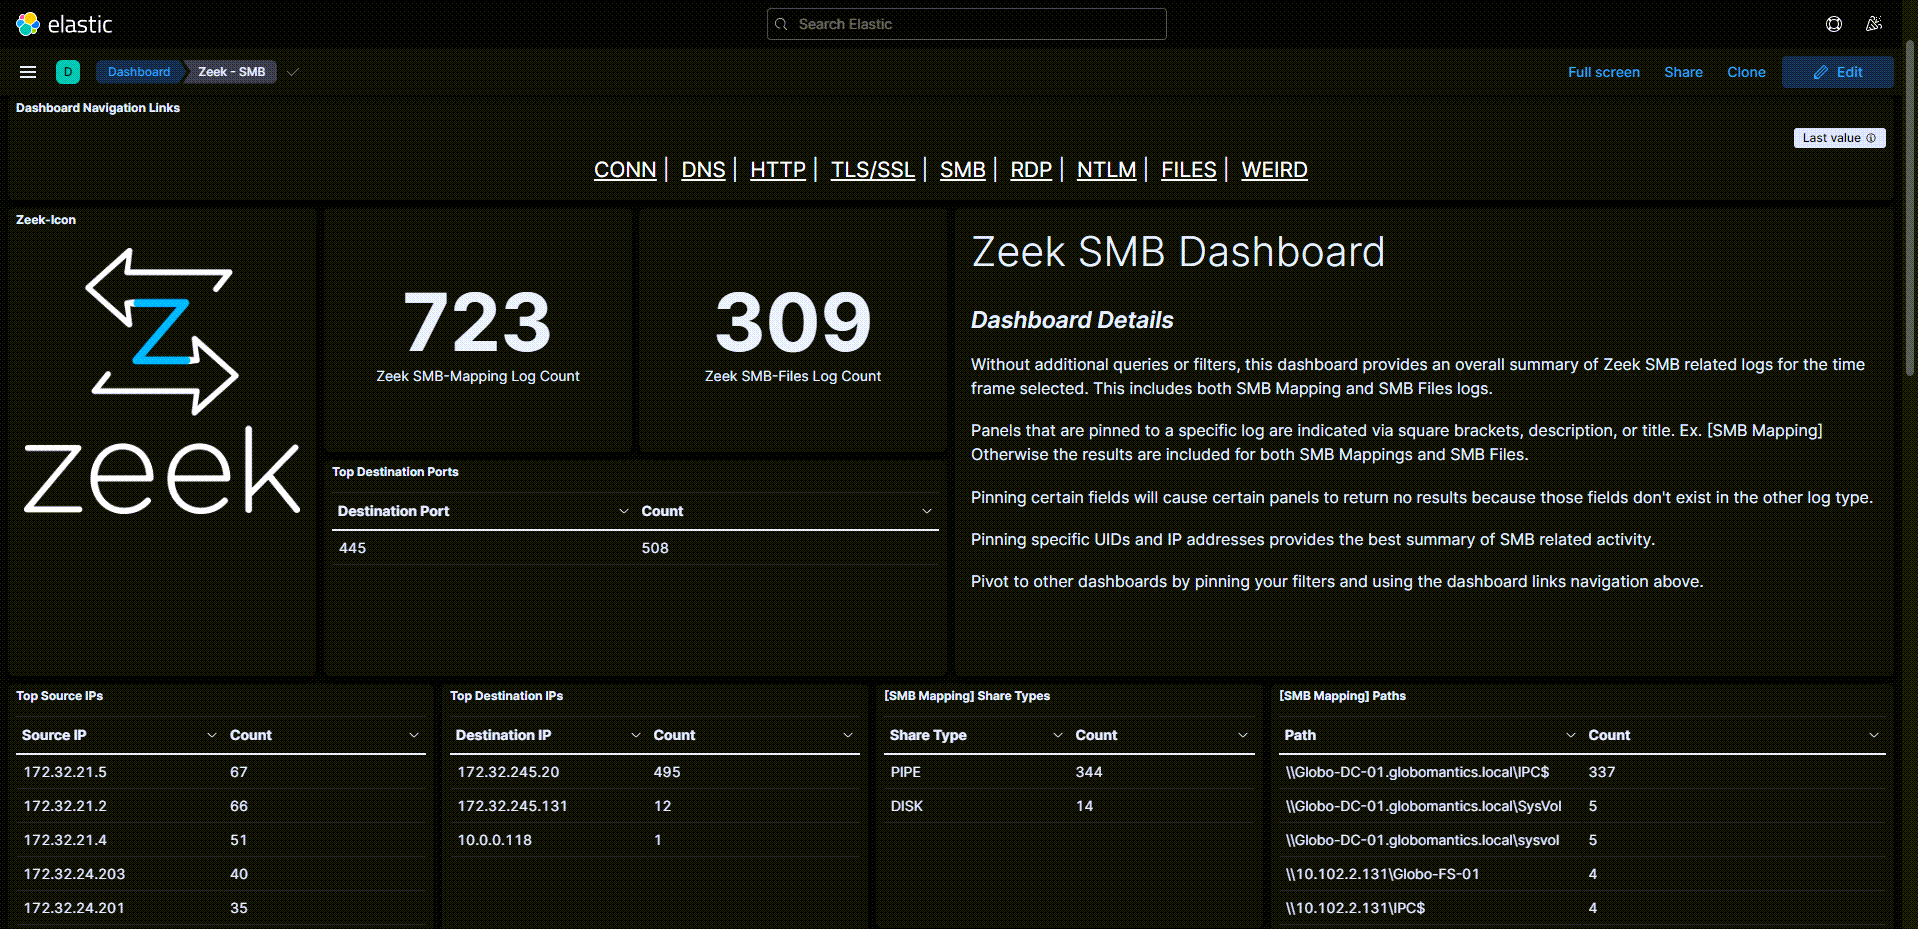 elastic
Search Elastic
D
Dashboard
Zeek - SMB
Full screen
Share
Clone
Edit
Dashboard Navigation Links
Last value
CONN | DNS | HTTP | TLS/SSL | SMB | RDP | NTLM | FILES | WEIRD
Zeek-Icon
Z
zeek
723
Zeek SMB-Mapping Log Count
309
Zeek SMB-Files Log Count
Top Destination Ports
Destination Port Count
445 508
Zeek SMB Dashboard
Dashboard Details
Without additional queries or filters, this dashboard provides an overall summary of Zeek SMB related logs for the time
frame selected. This includes both SMB Mapping and SMB Files logs.
Panels that are pinned to a specific log are indicated via square brackets, description, or title. Ex. [SMB Mapping]
Otherwise the results are included for both SMB Mappings and SMB Files.
Pinning certain fields will cause certain panels to return no results because those fields don't exist in the other log type.
Pinning specific UIDs and IP addresses provides the best summary of SMB related activity.
Pivot to other dashboards by pinning your filters and using the dashboard links navigation above.
Top Source IPs
Source IP Count
172.32.21.5 67
172.32.21.2 66
172.32.21.4 51
172.32.24.203 40
172.32.24.201 35
Top Destination IPs
Destination IP Count
172.32.245.20 495
172.32.245.131 12
10.0.0.118 1
[SMB Mapping] Share Types
Share Type Count
PIPE 344
DISK 14
[SMB Mapping] Paths
Path Count
\\Globo-DC-01.globomantics.local\IPC$ 337
\\Globo-DC-01.globomantics.local\SysVol 5
\\Globo-DC-01.globomantics.local\sysvol 5
\\10.102.2.131\Globo-FS-01 4
\\10.102.2.131\IPC$ 4